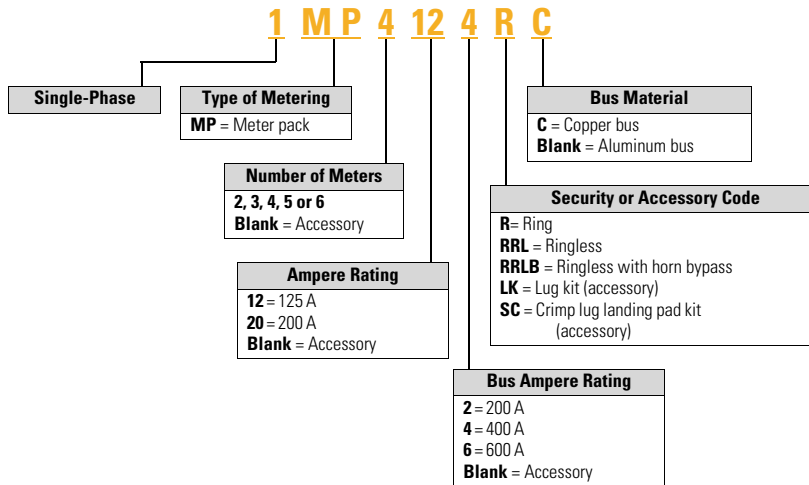 1 MP 4 12 4 R C
Single-Phase
Type of Metering
MP = Meter pack
Number of Meters
2, 3, 4, 5 or 6
Blank = Accessory
Ampere Rating
12 = 125 A
20 = 200 A
Blank = Accessory
Bus Ampere Rating
2 = 200 A
4 = 400 A
6 = 600 A
Blank = Accessory
Security or Accessory Code
R= Ring
RRL = Ringless
RRLB = Ringless with horn bypass
LK = Lug kit (accessory)
SC = Crimp lug landing pad kit
(accessory)
Bus Material
C = Copper bus
Blank = Aluminum bus